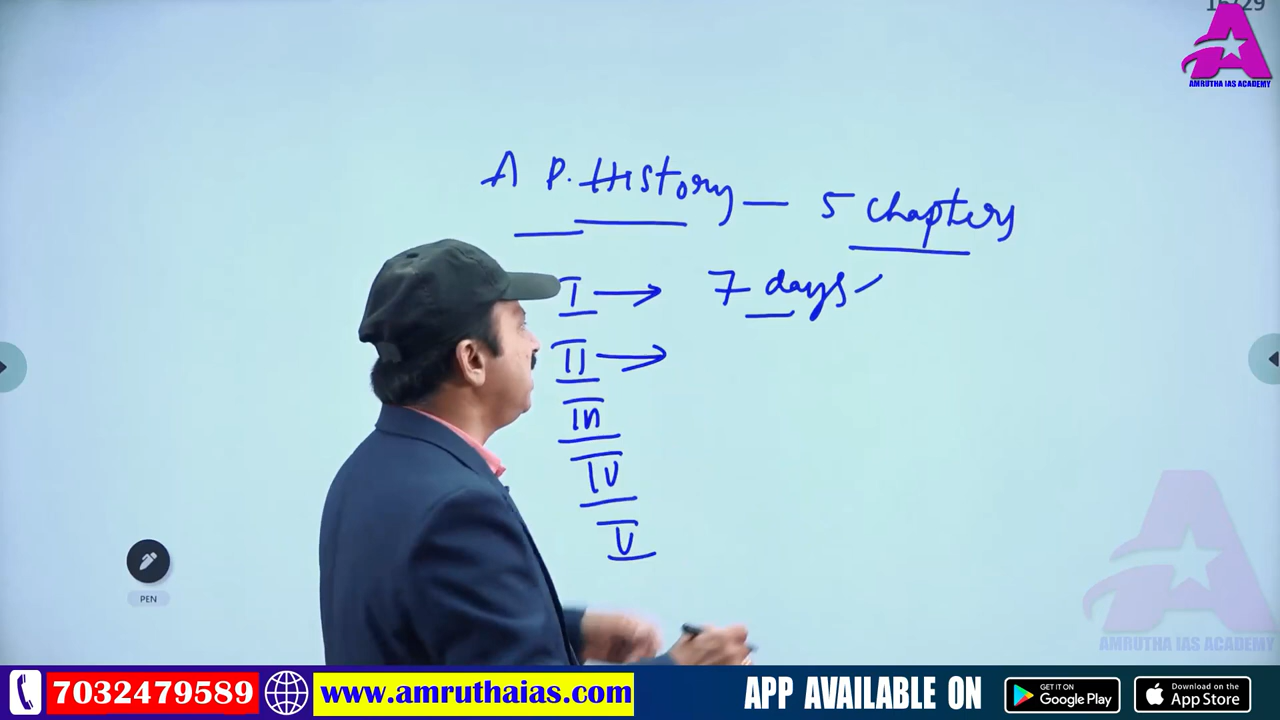 AMRUTHA IAS ACADEMY
A P. History — 5 chapters
I → 7 days
II →
III
IV
V
PEN
AMRUTHA IAS ACADEMY
7032479589 www.amruthaias.com APP AVAILABLE ON GET IT ON Google Play Download on the App Store